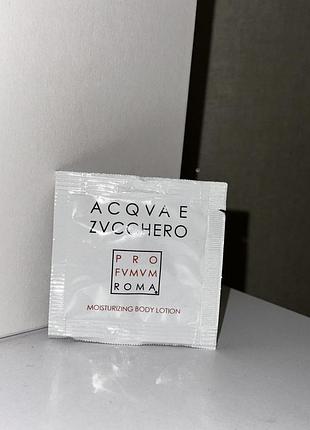 ACQVA E
ZVCCHERO
PRO
FVMVM
ROMA
MOISTURIZING BODY LOTION